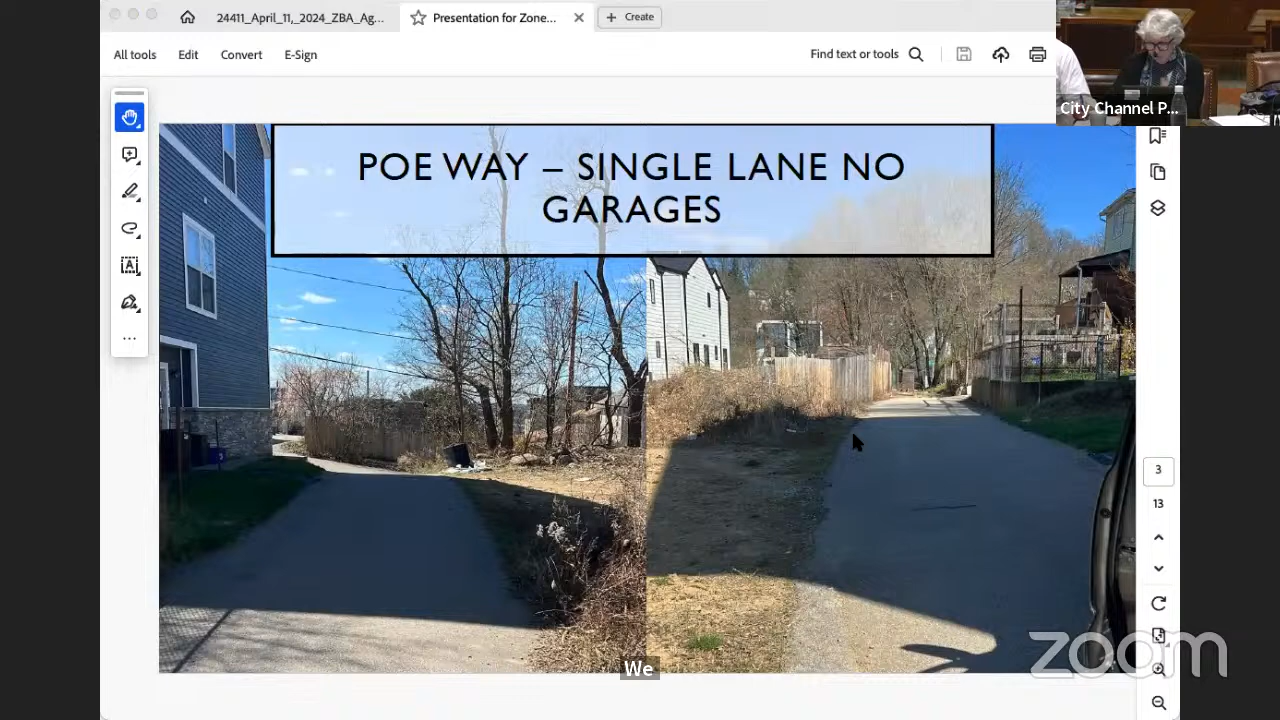 24411_April_11,_2024_ZBA_Ag...
Presentation for Zone...
Create
All tools
Edit
Convert
E-Sign
Find text or tools
City Channel P...
POE WAY – SINGLE LANE NO
GARAGES
3
13
We
zoom